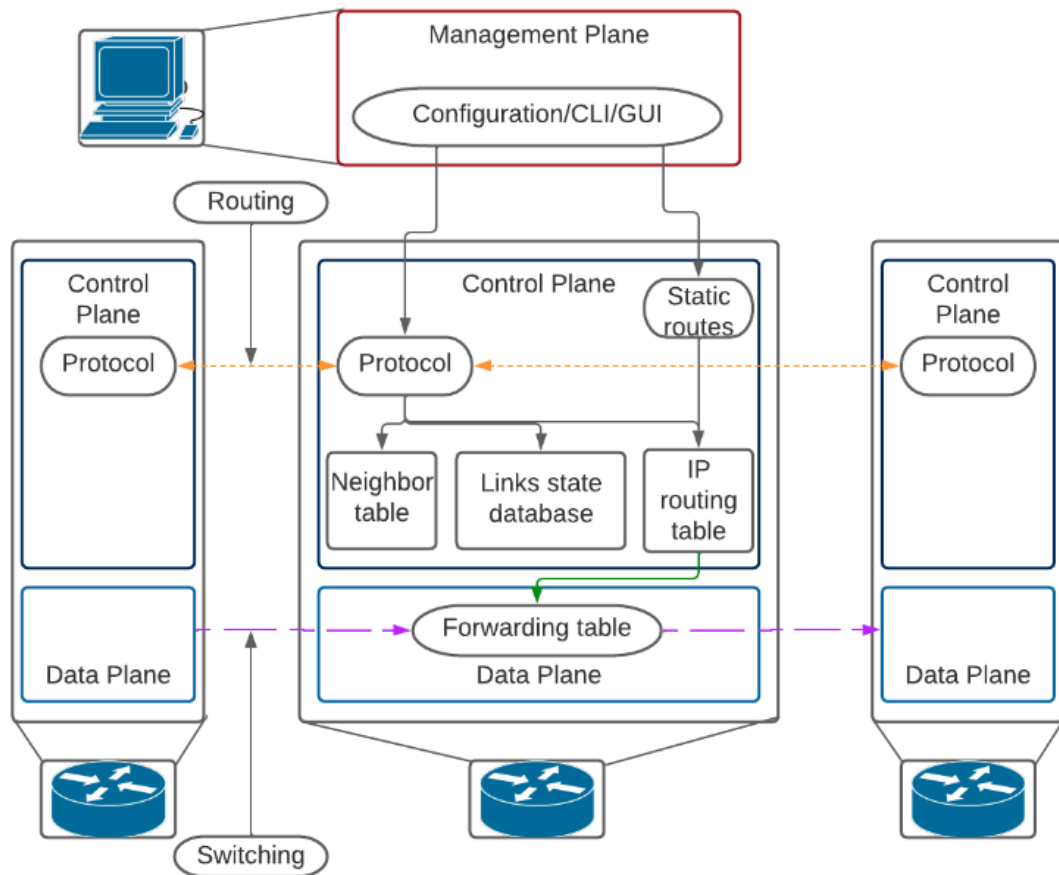 Management Plane
Configuration/CLI/GUI
Routing
Control
Plane
Protocol
Control Plane
Static
routes
Protocol
Neighbor
table
Links state
database
IP
routing
table
Control
Plane
Protocol
Data Plane
Forwarding table
Data Plane
Data Plane
Switching